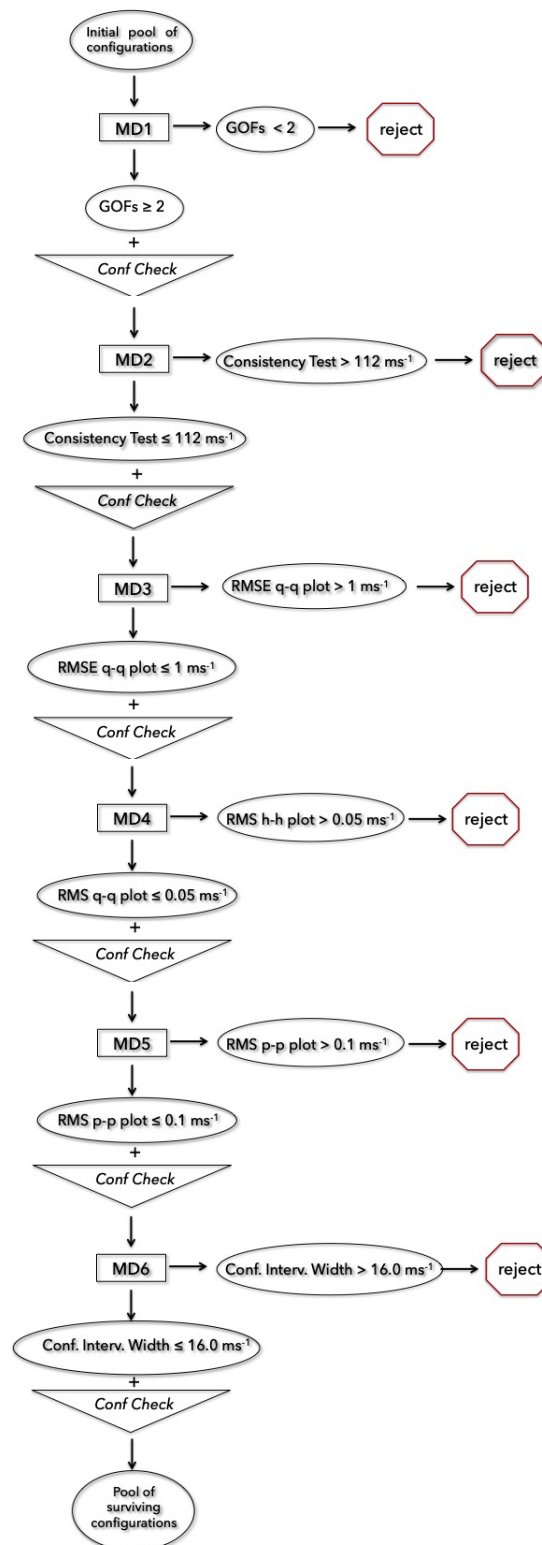 Initial pool of
configurations
MD1
GOFs < 2
reject
GOFs ≥ 2
+
Conf Check
MD2
Consistency Test > 112 ms⁻¹
reject
Consistency Test ≤ 112 ms⁻¹
+
Conf Check
MD3
RMSE q-q plot > 1 ms⁻¹
reject
RMSE q-q plot ≤ 1 ms⁻¹
+
Conf Check
MD4
RMS h-h plot > 0.05 ms⁻¹
reject
RMS q-q plot ≤ 0.05 ms⁻¹
+
Conf Check
MD5
RMS p-p plot > 0.1 ms⁻¹
reject
RMS p-p plot ≤ 0.1 ms⁻¹
+
Conf Check
MD6
Conf. Interv. Width > 16.0 ms⁻¹
reject
Conf. Interv. Width ≤ 16.0 ms⁻¹
+
Conf Check
Pool of
surviving
configurations